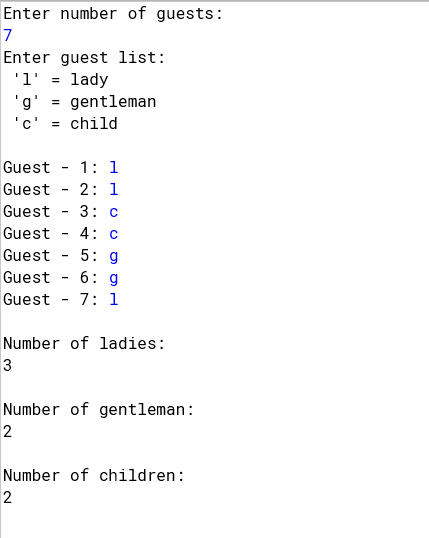 Enter number of guests:
7
Enter guest list:
'l' = lady
'g' = gentleman
'c' = child
Guest - 1: l
Guest - 2: l
Guest - 3: c
Guest - 4: c
Guest - 5: g
Guest - 6: g
Guest - 7: l
Number of ladies:
3
Number of gentleman:
2
Number of children:
2